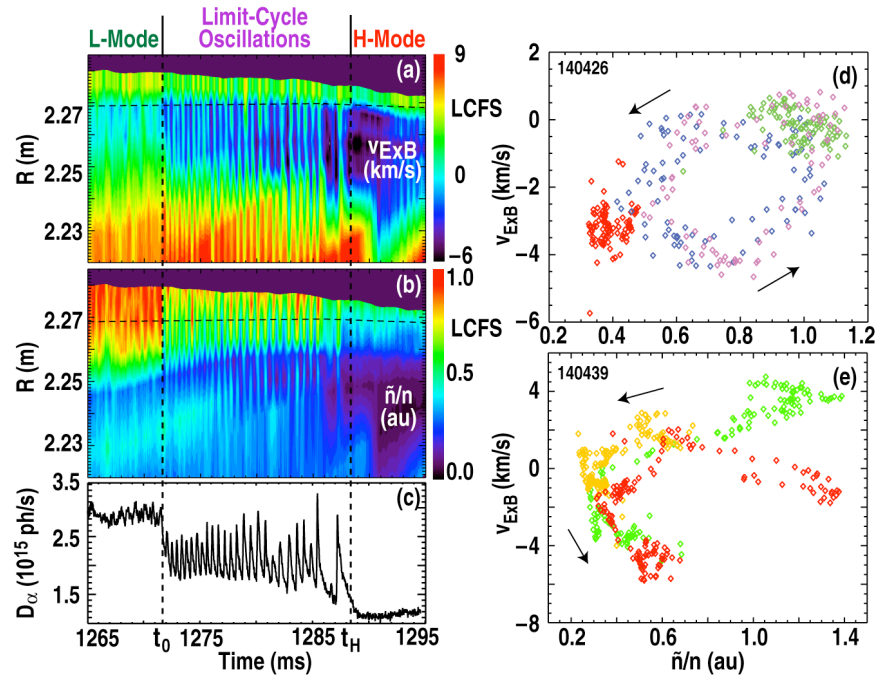 L-Mode
Limit-Cycle
Oscillations
H-Mode
(a)
9
LCFS
4
0
−6
vExB
(km/s)
2.27
2.25
2.23
R (m)
(b)
1.0
LCFS
0.5
0.0
ñ/n
(au)
2.27
2.25
2.23
R (m)
(c)
3.5
2.5
1.5
Dα (10¹⁵ ph/s)
1265 t₀ 1275 1285 tH 1295
Time (ms)
140426
(d)
2
0
−2
−4
−6
vExB (km/s)
0.2 0.4 0.6 0.8 1.0 1.2
140439
(e)
4
0
−4
−8
vExB (km/s)
0.2 0.6 1.0 1.4
ñ/n (au)